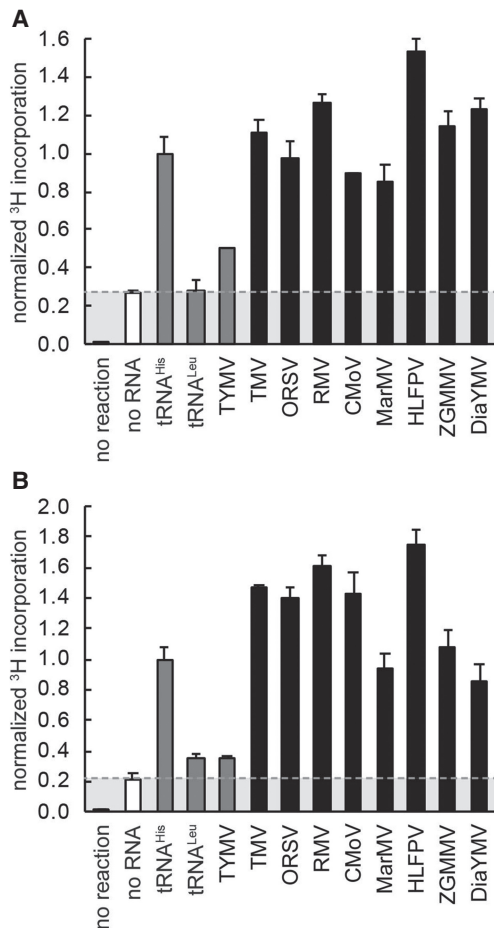 A
normalized ³H incorporation
1.6
1.4
1.2
1.0
0.8
0.6
0.4
0.2
0.0
no reaction
no RNA
tRNAᴴⁱˢ
tRNAᴸᵉᵘ
TYMV
TMV
ORSV
RMV
CMoV
MarMV
HLFPV
ZGMMV
DiaYMV
B
normalized ³H incorporation
2.0
1.8
1.6
1.4
1.2
1.0
0.8
0.6
0.4
0.2
0.0
no reaction
no RNA
tRNAᴴⁱˢ
tRNAᴸᵉᵘ
TYMV
TMV
ORSV
RMV
CMoV
MarMV
HLFPV
ZGMMV
DiaYMV